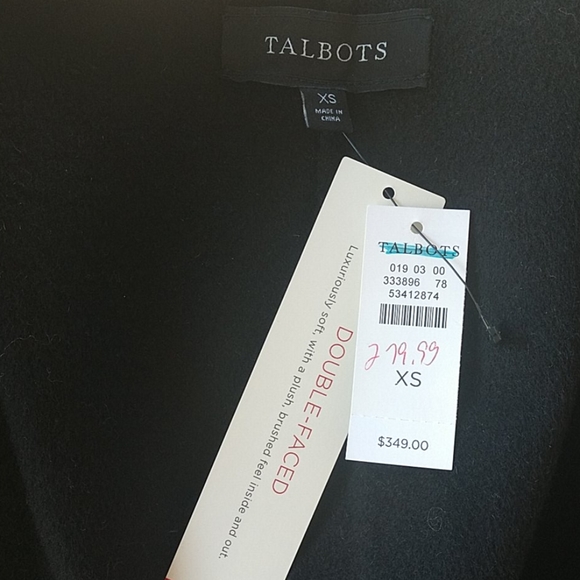 TALBOTS
XS
MADE IN
CHINA
DOUBLE-FACED
Luxuriously soft, with a plush, brushed feel inside and out.
TALBOTS
019 03 00
333896 78
53412874
279.99
XS
$349.00